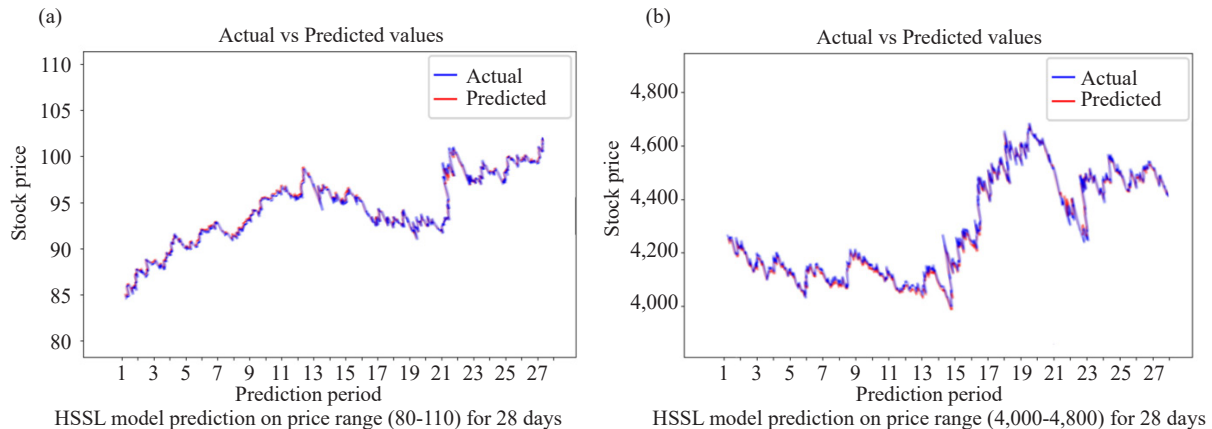 (a)
Actual vs Predicted values
110
105
100
95
90
85
80
Stock price
Actual
Predicted
1 3 5 7 9 11 13 15 17 19 21 23 25 27
Prediction period
HSSL model prediction on price range (80-110) for 28 days
(b)
Actual vs Predicted values
4,800
4,600
4,400
4,200
4,000
Stock price
Actual
Predicted
1 3 5 7 9 11 13 15 17 19 21 23 25 27
Prediction period
HSSL model prediction on price range (4,000-4,800) for 28 days